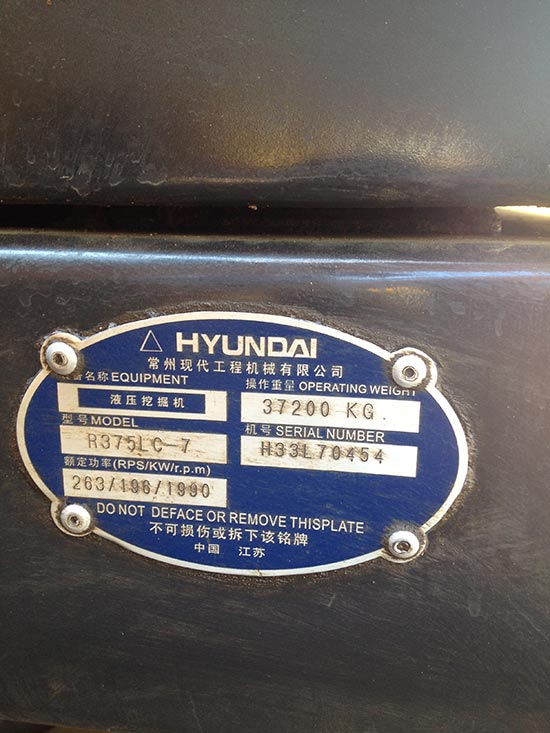 HYUNDAI
常州现代工程机械有限公司
备名称 EQUIPMENT
操作重量 OPERATING WEIGHT
液压挖掘机
37200 KG.
型号 MODEL
机号 SERIAL NUMBER
R375LC-7
H33L70454
额定功率(RPS/KW/r.p.m)
263/196/1990
DO NOT DEFACE OR REMOVE THISPLATE
不可损伤或拆下该铭牌
中国 江苏